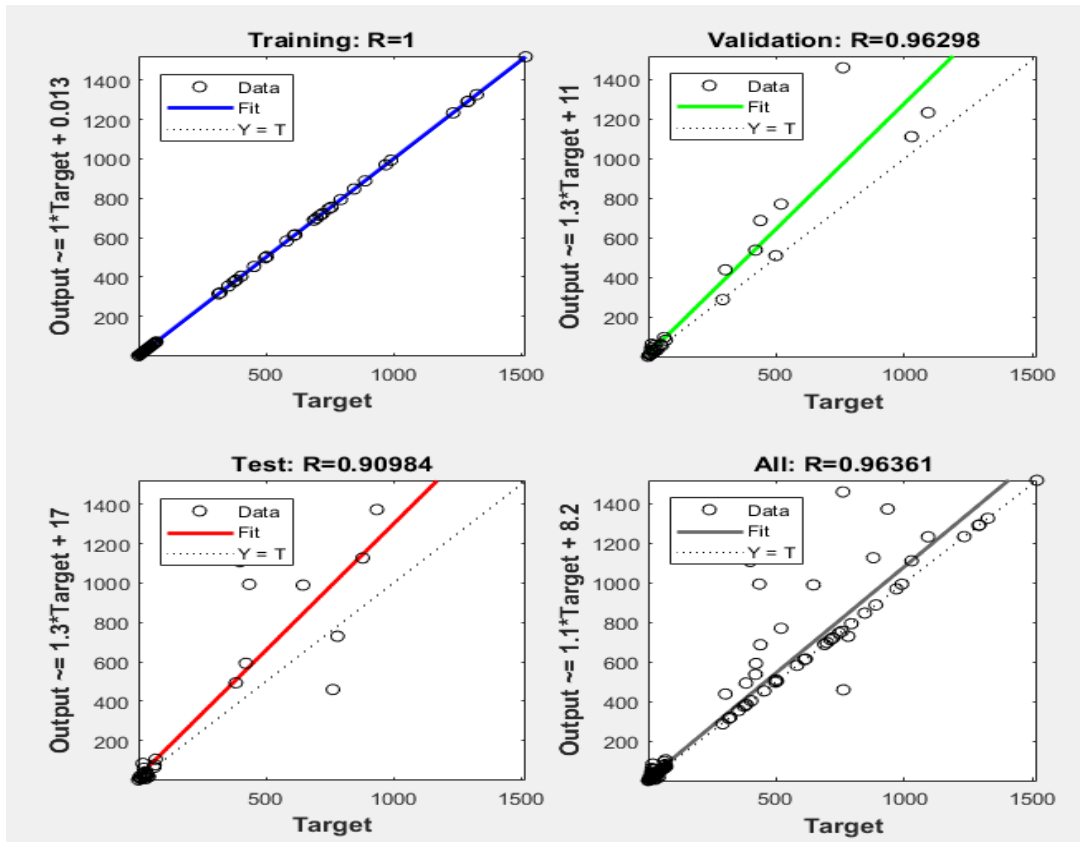 Training: R=1
Output ~= 1*Target + 0.013
Data
Fit
Y = T
1400
1200
1000
800
600
400
200
500
1000
1500
Target
Validation: R=0.96298
Output ~= 1.3*Target + 11
Data
Fit
Y = T
1400
1200
1000
800
600
400
200
500
1000
1500
Target
Test: R=0.90984
Output ~= 1.3*Target + 17
Data
Fit
Y = T
1400
1200
1000
800
600
400
200
500
1000
1500
Target
All: R=0.96361
Output ~= 1.1*Target + 8.2
Data
Fit
Y = T
1400
1200
1000
800
600
400
200
500
1000
1500
Target